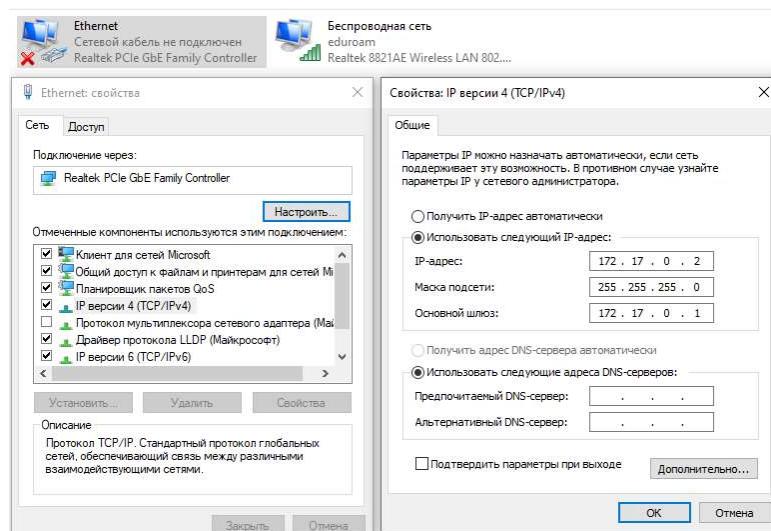 Ethernet
Сетевой кабель не подключен
Realtek PCIe GbE Family Controller
Беспроводная сеть
eduroam
Realtek 8821AE Wireless LAN 802....
Ethernet: свойства
Сеть
Доступ
Подключение через:
Realtek PCIe GbE Family Controller
Настроить...
Отмеченные компоненты используются этим подключением:
Клиент для сетей Microsoft
Общий доступ к файлам и принтерам для сетей Mi
Планировщик пакетов QoS
IP версии 4 (TCP/IPv4)
Протокол мультиплексора сетевого адаптера (Май
Драйвер протокола LLDP (Майкрософт)
IP версии 6 (TCP/IPv6)
Установить...
Удалить
Свойства
Описание
Протокол TCP/IP. Стандартный протокол глобальных
сетей, обеспечивающий связь между различными
взаимодействующими сетями.
Закрыть
Отмена
Свойства: IP версии 4 (TCP/IPv4)
Общие
Параметры IP можно назначать автоматически, если сеть
поддерживает эту возможность. В противном случае узнайте
параметры IP у сетевого администратора.
Получить IP-адрес автоматически
Использовать следующий IP-адрес:
IP-адрес:
172 . 17 . 0 . 2
Маска подсети:
255 . 255 . 255 . 0
Основной шлюз:
172 . 17 . 0 . 1
Получить адрес DNS-сервера автоматически
Использовать следующие адреса DNS-серверов:
Предпочитаемый DNS-сервер:
. . .
Альтернативный DNS-сервер:
. . .
Подтвердить параметры при выходе
Дополнительно...
OK
Отмена